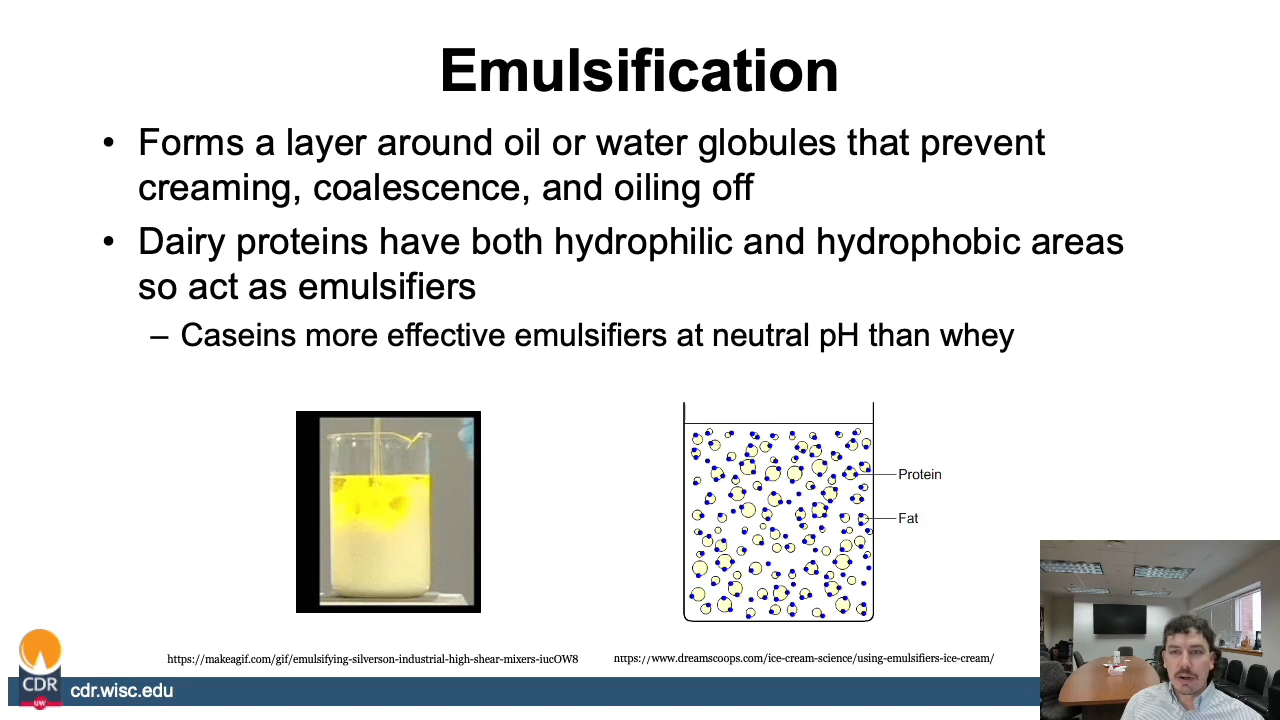 Emulsification
• Forms a layer around oil or water globules that prevent
creaming, coalescence, and oiling off
• Dairy proteins have both hydrophilic and hydrophobic areas
so act as emulsifiers
– Caseins more effective emulsifiers at neutral pH than whey
Protein
Fat
https://makeagif.com/gif/emulsifying-silverson-industrial-high-shear-mixers-iucOW8
https://www.dreamscoops.com/ice-cream-science/using-emulsifiers-ice-cream/
CDR
UW
cdr.wisc.edu